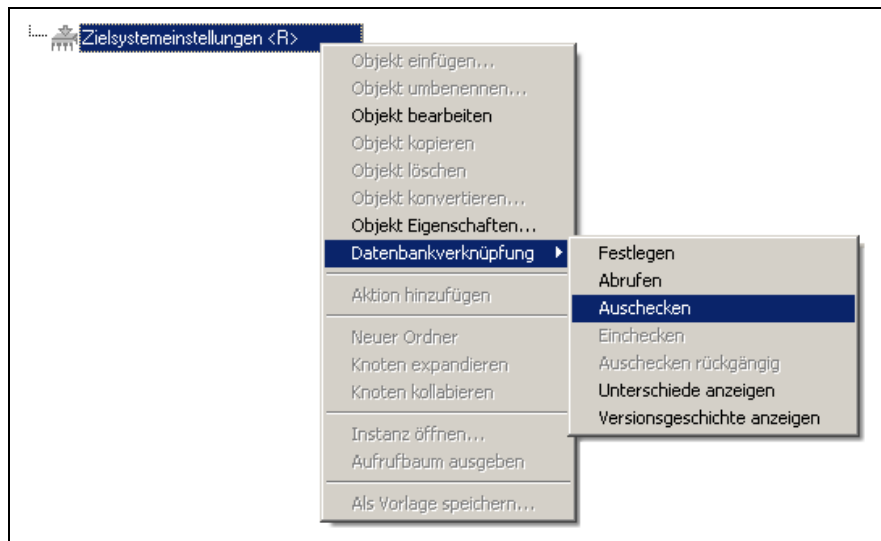 Zielsystemeinstellungen <R>
Objekt einfügen...
Objekt umbenennen...
Objekt bearbeiten
Objekt kopieren
Objekt löschen
Objekt konvertieren...
Objekt Eigenschaften...
Datenbankverknüpfung
Aktion hinzufügen
Neuer Ordner
Knoten expandieren
Knoten kollabieren
Instanz öffnen...
Aufrufbaum ausgeben
Als Vorlage speichern...
Festlegen
Abrufen
Auschecken
Einchecken
Auschecken rückgängig
Unterschiede anzeigen
Versionsgeschichte anzeigen